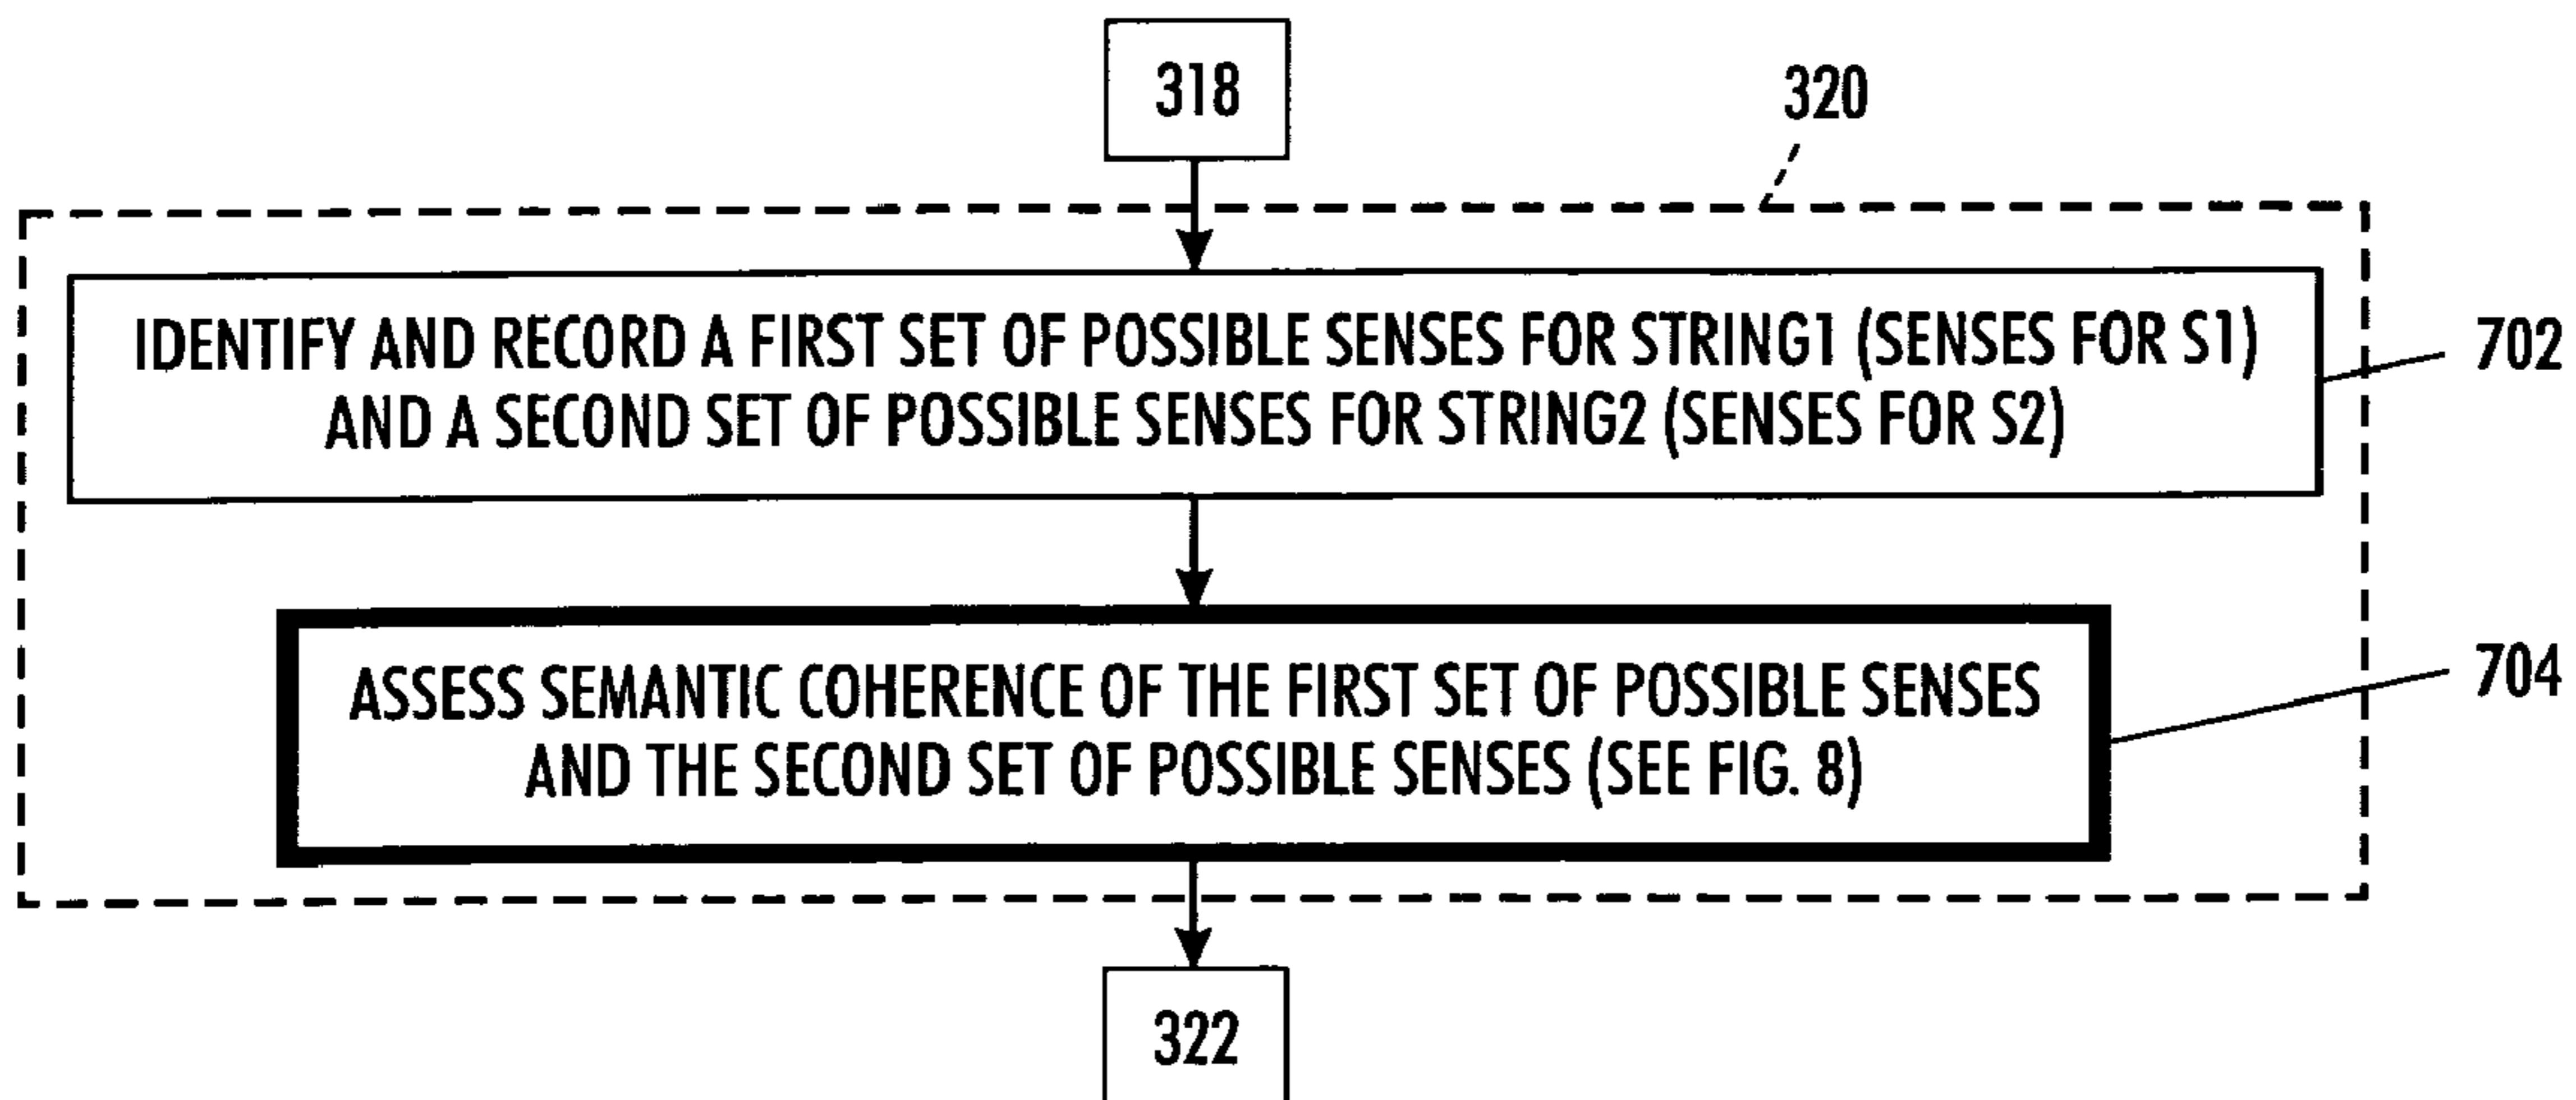 318
320
IDENTIFY AND RECORD A FIRST SET OF POSSIBLE SENSES FOR STRING1 (SENSES FOR S1)
AND A SECOND SET OF POSSIBLE SENSES FOR STRING2 (SENSES FOR S2)
702
ASSESS SEMANTIC COHERENCE OF THE FIRST SET OF POSSIBLE SENSES
AND THE SECOND SET OF POSSIBLE SENSES (SEE FIG. 8)
704
322